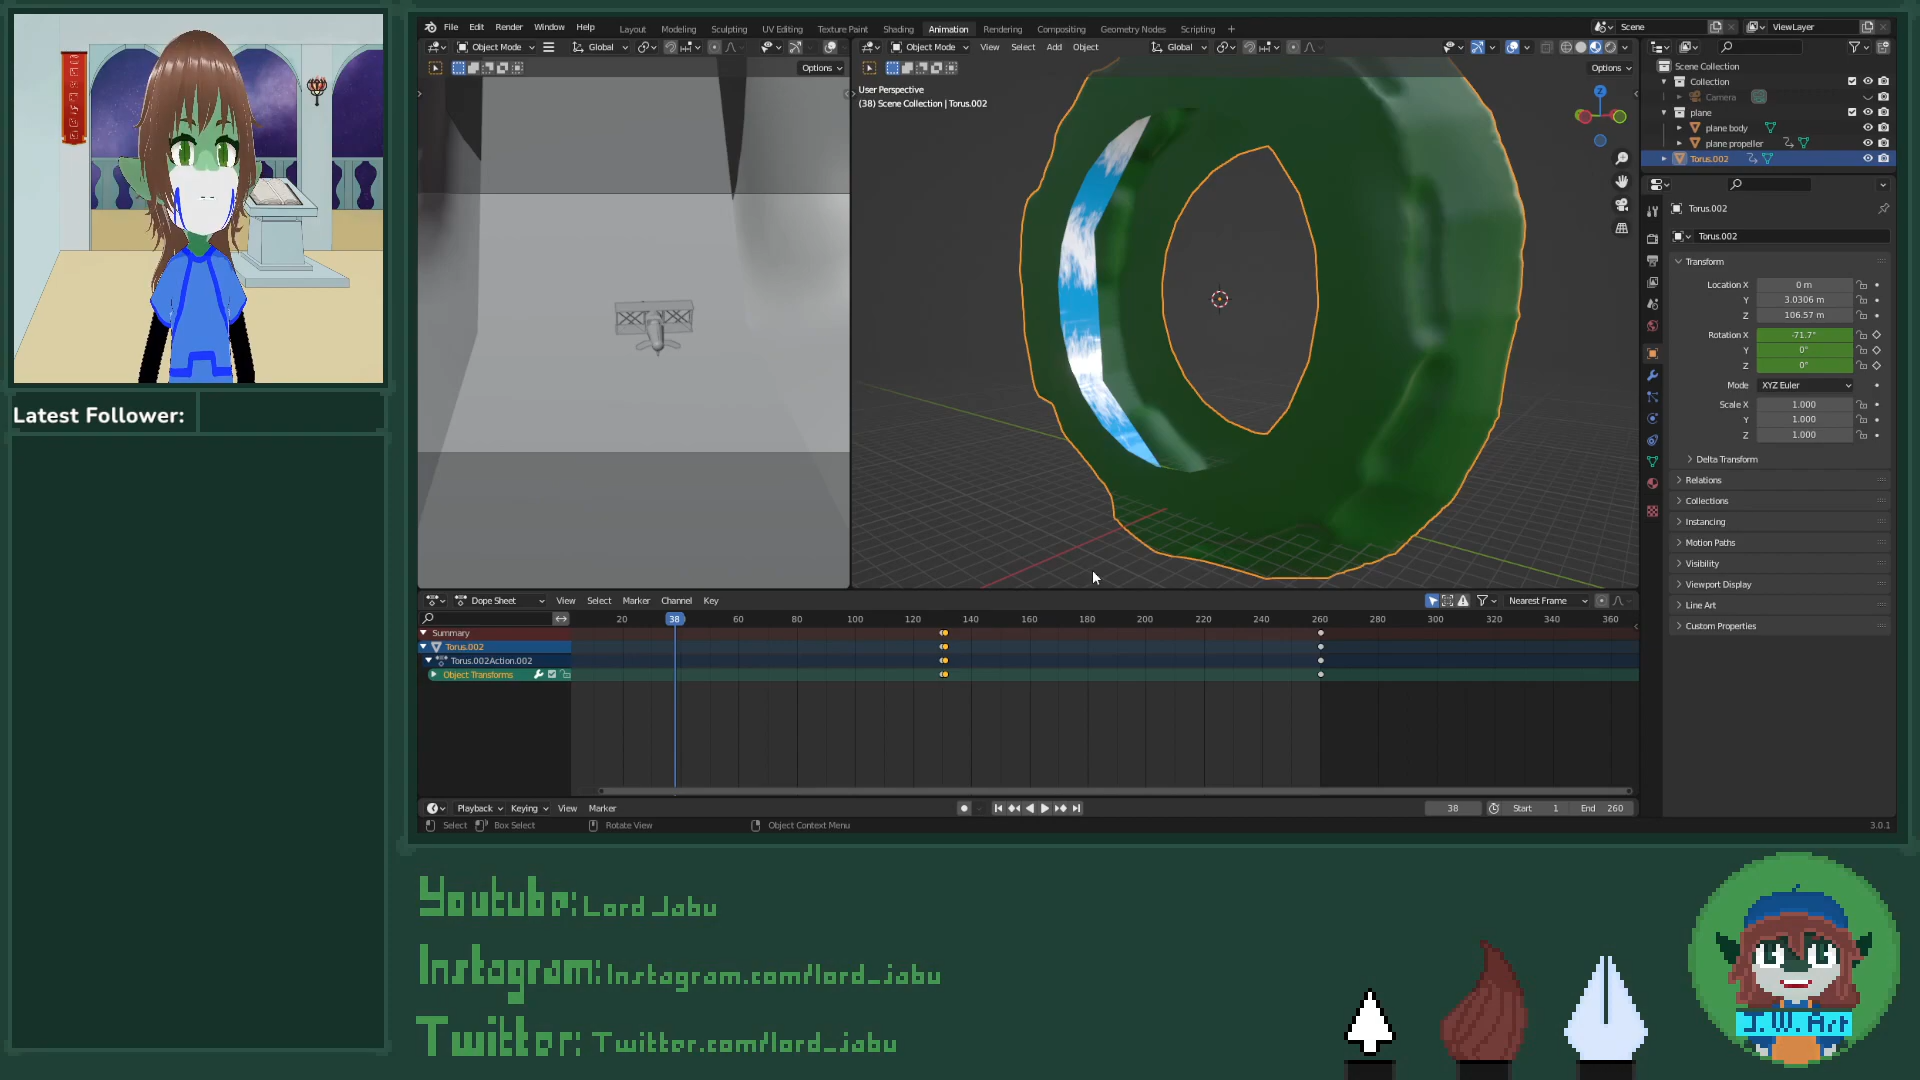 File Edit Render Window Help
Layout Modeling Sculpting UV Editing Texture Paint Shading Animation Rendering Compositing Geometry Nodes Scripting +
Scene
ViewLayer
Object Mode
Global
Object Mode View Select Add Object
Global
Options
Options
User Perspective
(38) Scene Collection | Torus.002
Z
Scene Collection
Collection
Camera
plane
plane body
plane propeller
Torus.002
Torus.002
Torus.002
Transform
Location X 0 m
Y 3.0306 m
Z 106.57 m
Rotation X -71.7°
Y 0°
Z 0°
Mode XYZ Euler
Scale X 1.000
Y 1.000
Z 1.000
Delta Transform
Relations
Collections
Instancing
Motion Paths
Visibility
Viewport Display
Line Art
Custom Properties
Latest Follower:
Dope Sheet View Select Marker Channel Key
Nearest Frame
20 38 60 80 100 120 140 160 180 200 220 240 260 280 300 320 340 360
Summary
Torus.002
Torus.002Action.002
Object Transforms
Playback Keying View Marker
38 Start 1 End 260
Select Box Select Rotate View Object Context Menu
3.0.1
Youtube: Lord Jabu
Instagram: Instagram.com/lord_jabu
Twitter: Twitter.com/lord_jabu
J.W. Art